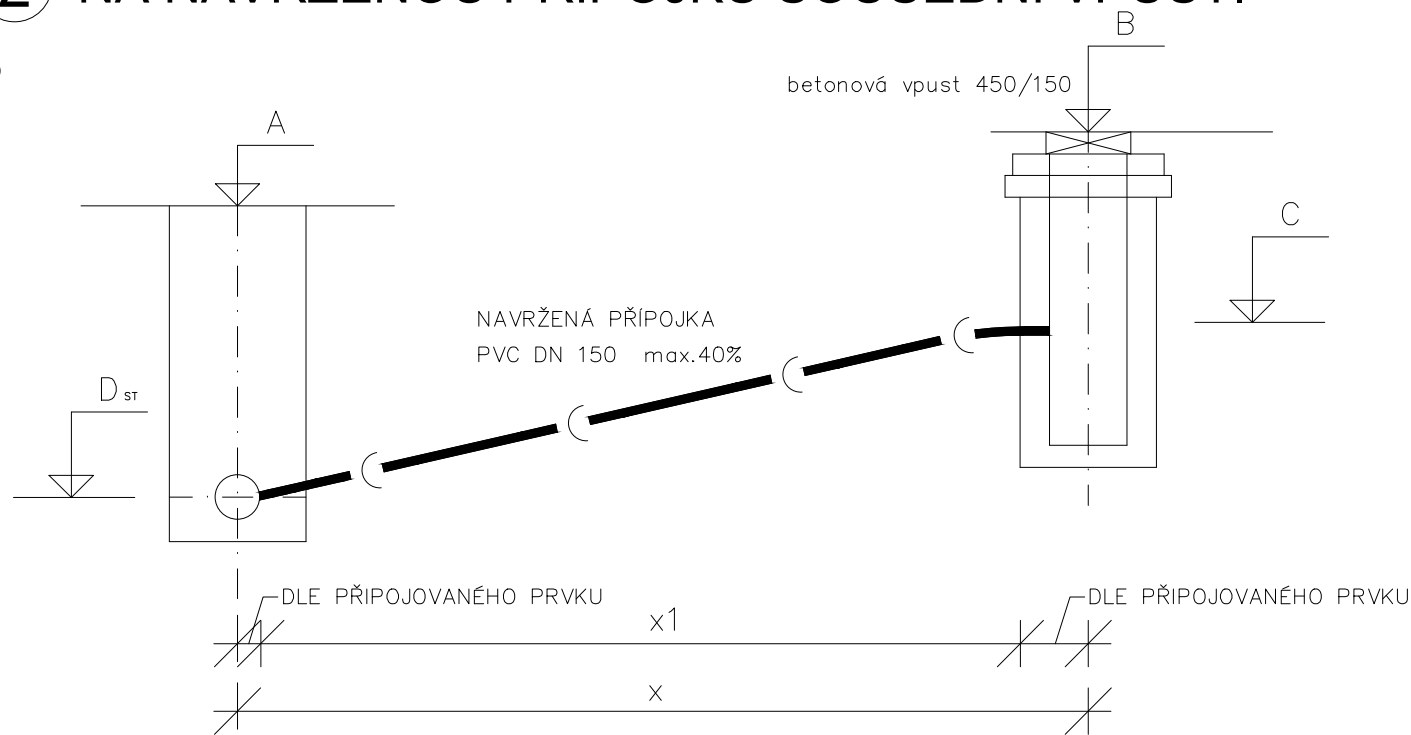 B
betonová vpust 450/150
A
C
NAVRŽENÁ PŘÍPOJKA
PVC DN 150 max.40%
D ST
DLE PŘIPOJOVANÉHO PRVKU
DLE PŘIPOJOVANÉHO PRVKU
x1
x